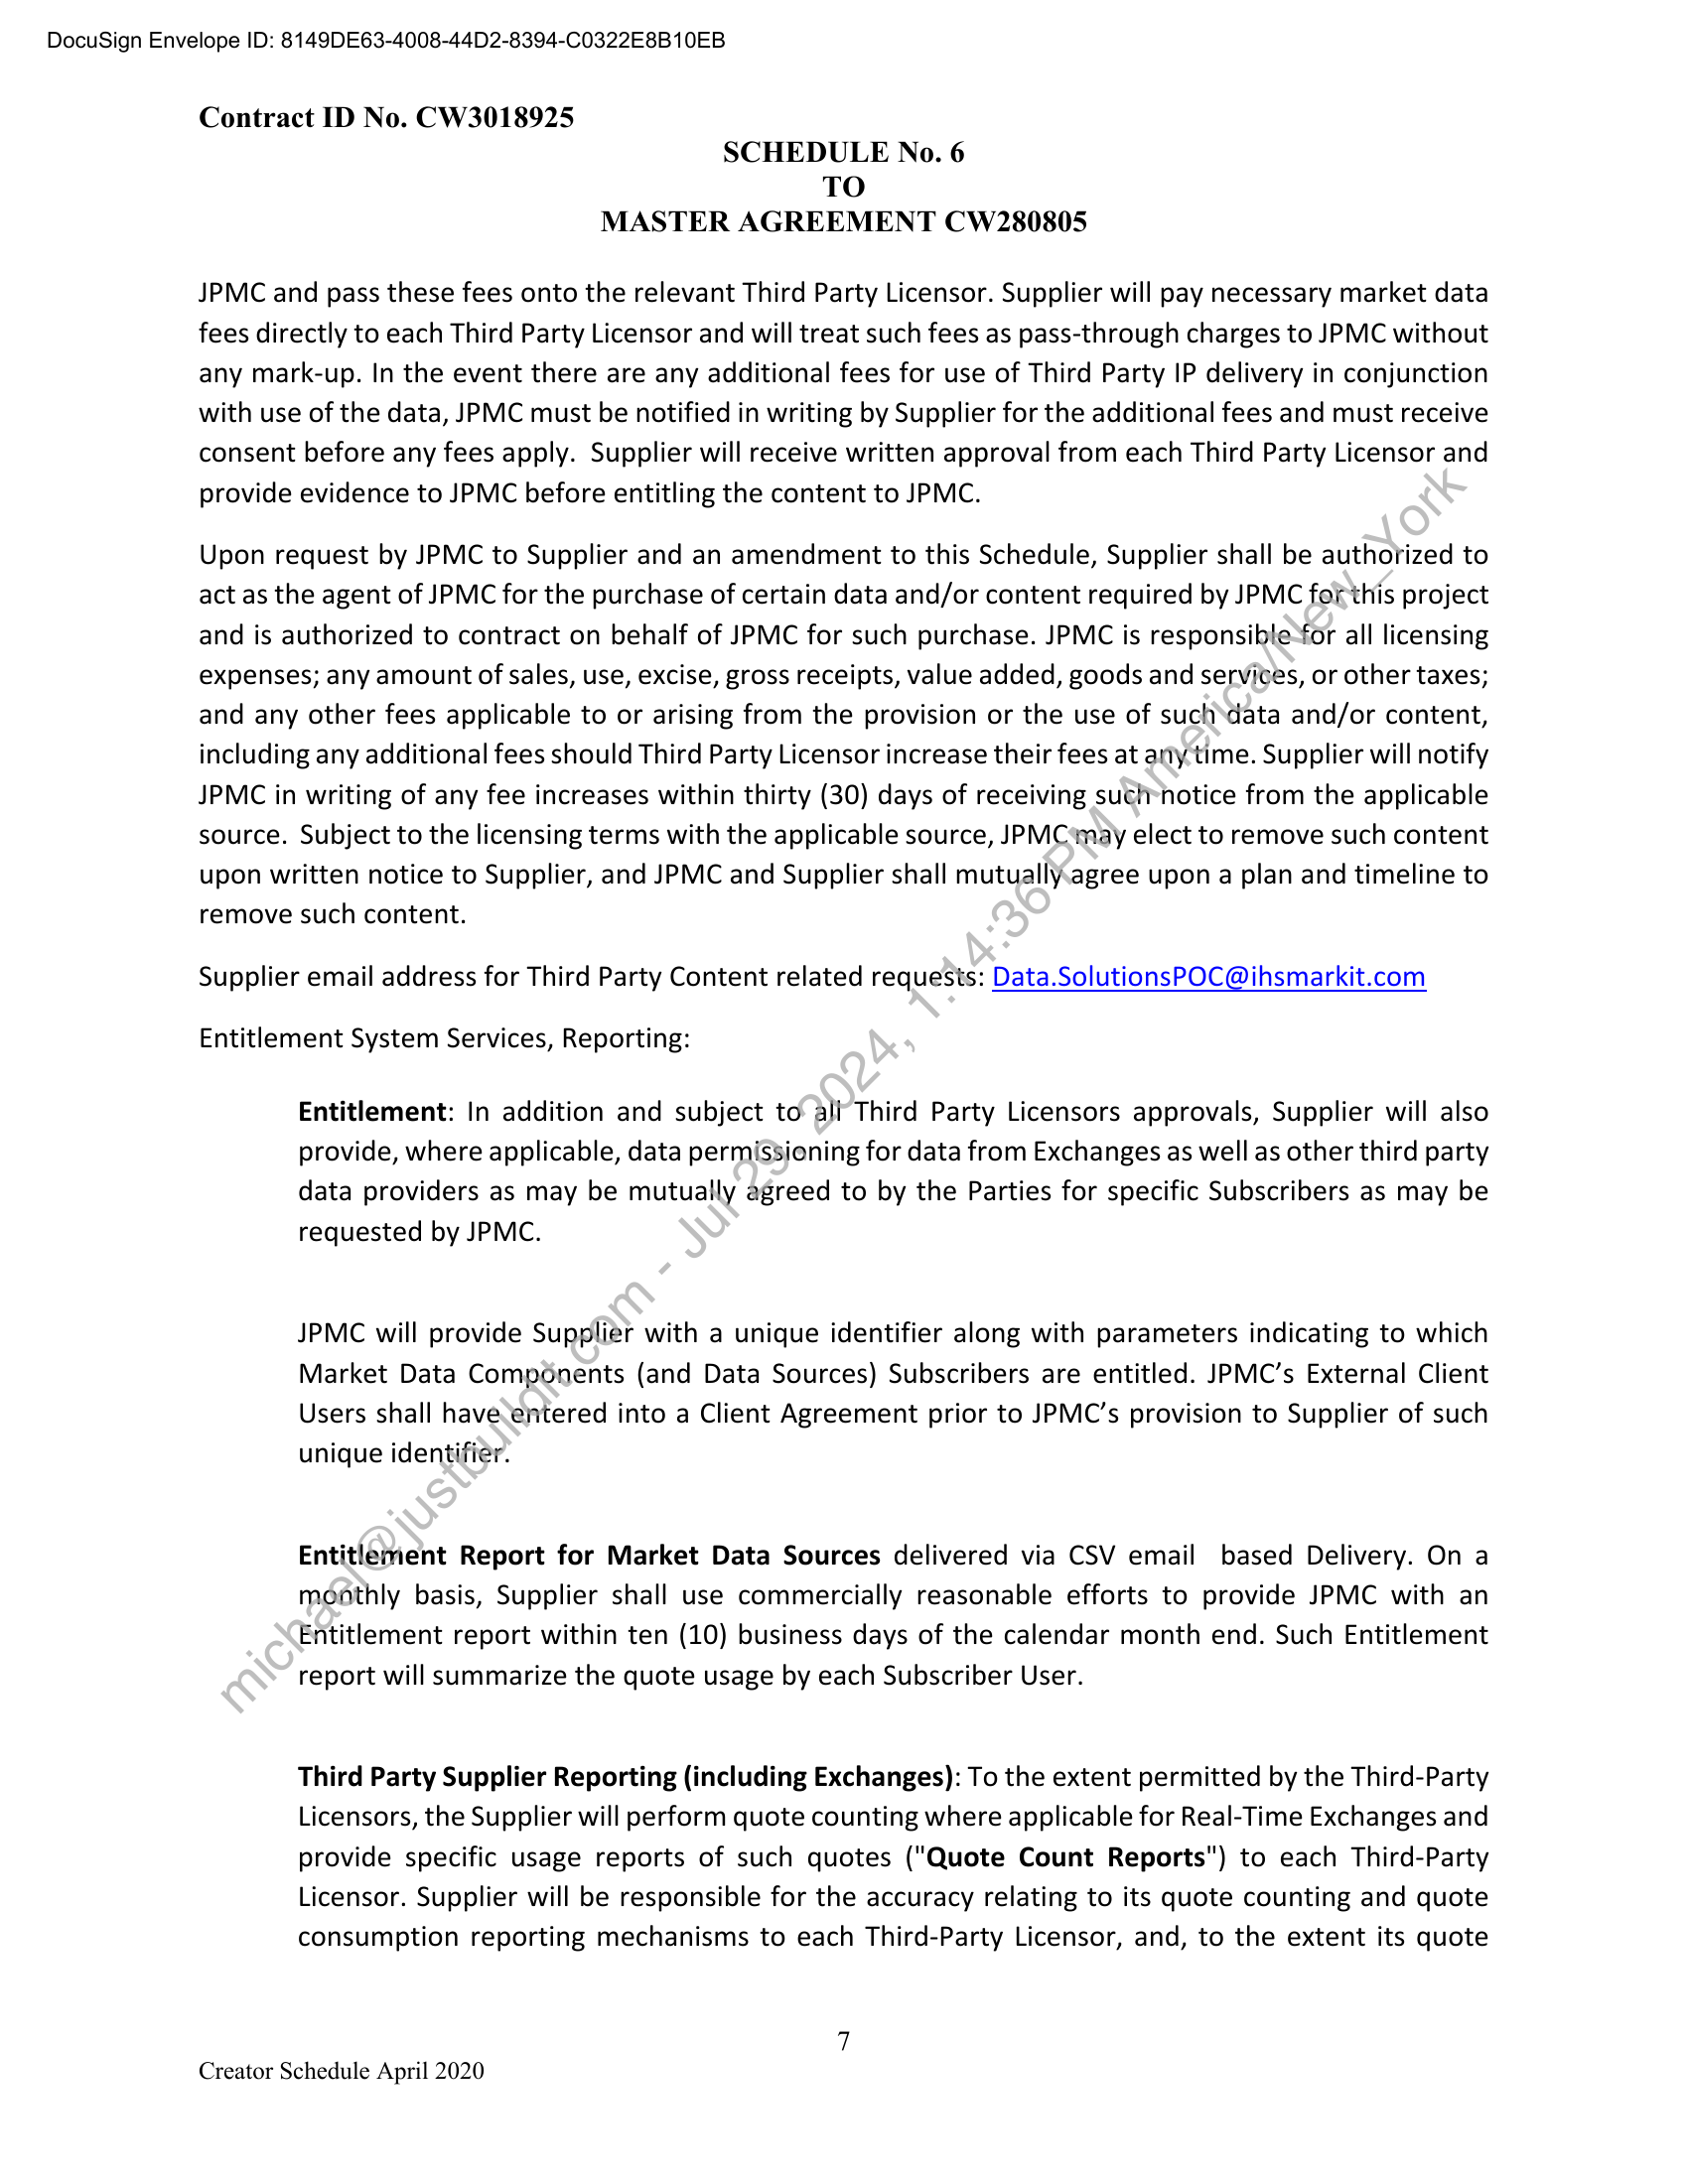 DocuSign Envelope ID: 8149DE63-4008-44D2-8394-C0322E8B10EB
Contract ID No. CW3018925
SCHEDULE No. 6
TO
MASTER AGREEMENT CW280805
JPMC and pass these fees onto the relevant Third Party Licensor. Supplier will pay necessary market data
fees directly to each Third Party Licensor and will treat such fees as pass-through charges to JPMC without
any mark-up. In the event there are any additional fees for use of Third Party IP delivery in conjunction
with use of the data, JPMC must be notified in writing by Supplier for the additional fees and must receive
consent before any fees apply.  Supplier will receive written approval from each Third Party Licensor and
provide evidence to JPMC before entitling the content to JPMC.
Upon request by JPMC to Supplier and an amendment to this Schedule, Supplier shall be authorized to
act as the agent of JPMC for the purchase of certain data and/or content required by JPMC for this project
and is authorized to contract on behalf of JPMC for such purchase. JPMC is responsible for all licensing
expenses; any amount of sales, use, excise, gross receipts, value added, goods and services, or other taxes;
and any other fees applicable to or arising from the provision or the use of such data and/or content,
including any additional fees should Third Party Licensor increase their fees at any time. Supplier will notify
JPMC in writing of any fee increases within thirty (30) days of receiving such notice from the applicable
source.  Subject to the licensing terms with the applicable source, JPMC may elect to remove such content
upon written notice to Supplier, and JPMC and Supplier shall mutually agree upon a plan and timeline to
remove such content.
Supplier email address for Third Party Content related requests: Data.SolutionsPOC@ihsmarkit.com
Entitlement System Services, Reporting:
Entitlement: In addition and subject to all Third Party Licensors approvals, Supplier will also
provide, where applicable, data permissioning for data from Exchanges as well as other third party
data providers as may be mutually agreed to by the Parties for specific Subscribers as may be
requested by JPMC.
JPMC will provide Supplier with a unique identifier along with parameters indicating to which
Market Data Components (and Data Sources) Subscribers are entitled. JPMC’s External Client
Users shall have entered into a Client Agreement prior to JPMC’s provision to Supplier of such
unique identifier.
Entitlement Report for Market Data Sources delivered via CSV email  based Delivery. On a
monthly basis, Supplier shall use commercially reasonable efforts to provide JPMC with an
Entitlement report within ten (10) business days of the calendar month end. Such Entitlement
report will summarize the quote usage by each Subscriber User.
Third Party Supplier Reporting (including Exchanges): To the extent permitted by the Third-Party
Licensors, the Supplier will perform quote counting where applicable for Real-Time Exchanges and
provide specific usage reports of such quotes ("Quote Count Reports") to each Third-Party
Licensor. Supplier will be responsible for the accuracy relating to its quote counting and quote
consumption reporting mechanisms to each Third-Party Licensor, and, to the extent its quote
7
Creator Schedule April 2020
michael@justbuildit.com - Jul 29, 2024, 1:14:36 PM America/New_York